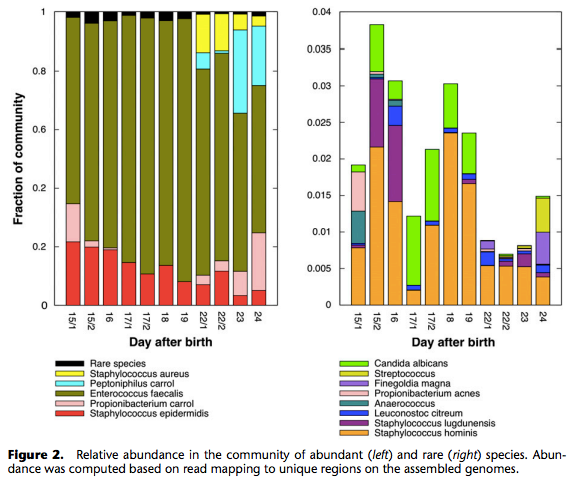 1
0.8
0.6
0.2
0.2
0
Fraction of community
15/1 15/2 16 17/1 17/2 18 19 22/1 22/2 23 24
Day after birth
Rare species
Staphylococcus aureus
Peptoniphilus carrol
Enterococcus faecalis
Propionibacterium carrol
Staphylococcus epidermidis
0.04
0.035
0.03
0.025
0.02
0.015
0.01
0.005
0
15/1 15/2 16 17/1 17/2 18 19 22/1 22/2 23 24
Day after birth
Candida albicans
Streptococcus
Finegoldia magna
Propionibacterium acnes
Anaerococcus
Leuconostoc citreum
Staphylococcus lugdunensis
Staphylococcus hominis
Figure 2. Relative abundance in the community of abundant (left) and rare (right) species. Abun-
dance was computed based on read mapping to unique regions on the assembled genomes.